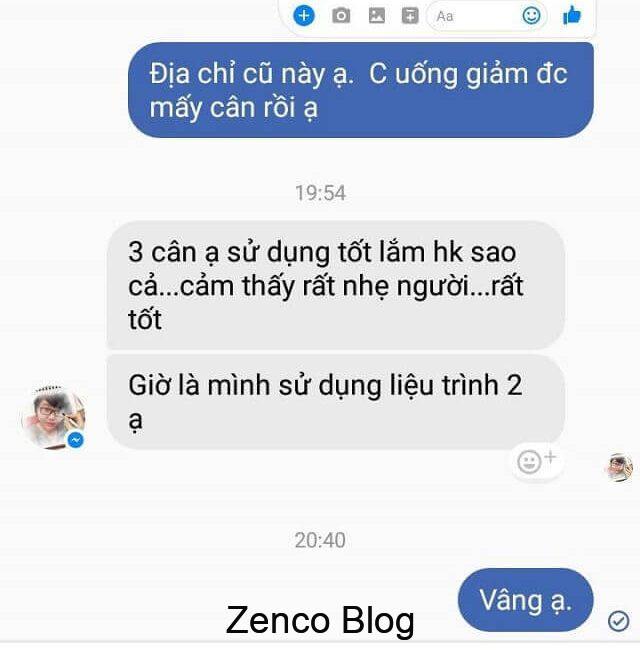 Aa
Địa chỉ cũ này ạ. C uống giảm đc
mấy cân rồi ạ
19:54
3 cân ạ sử dụng tốt lắm hk sao
cả...cảm thấy rất nhẹ người...rất
tốt
Giờ là mình sử dụng liệu trình 2
ạ
20:40
Vâng ạ.
Zenco Blog